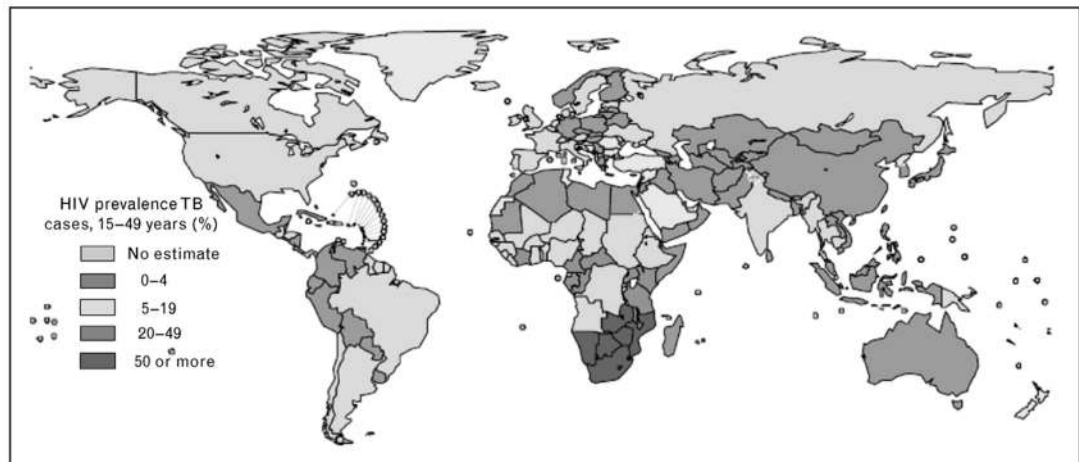 HIV prevalence TB
cases, 15–49 years (%)
No estimate
0–4
5–19
20–49
50 or more